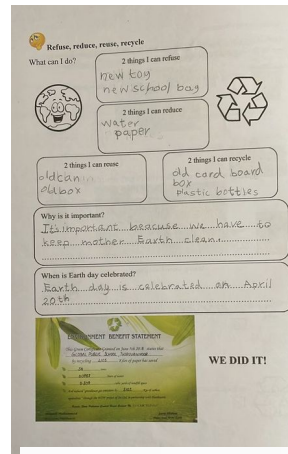 Refuse, reduce, reuse, recycle
What can I do?
2 things I can refuse
new toy
new school bag
2 things I can reduce
water
paper
2 things I can reuse
old can
old box
2 things I can recycle
old card board
box
plastic bottles
Why is it important?
It's important beacuse we have to
keep mother Earth clean.
When is Earth day celebrated?
Earth day is celebrated on April
20th
ENVIRONMENT BENEFIT STATEMENT
WE DID IT!